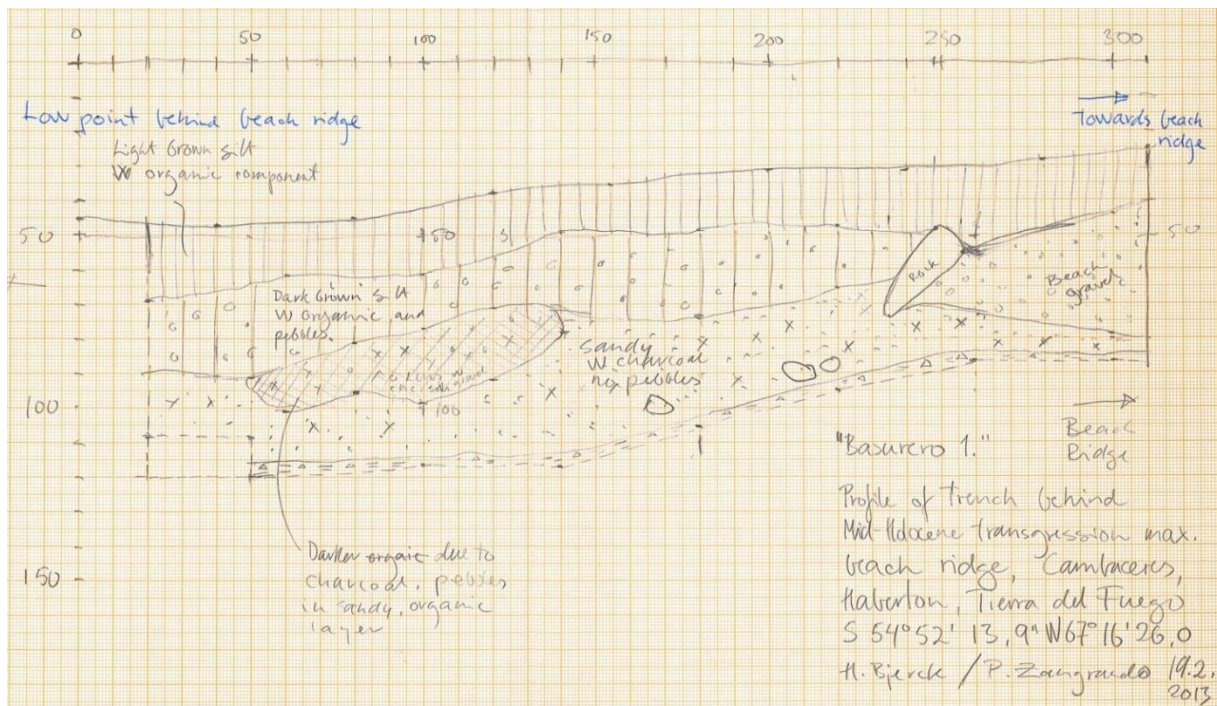 0 50 100 150 200 250 300
Low point behind beach ridge
Light brown silt
W organic component
Towards beach
ridge
50
50
50
Rock
Beach
gravel
Dark brown silt
W organic, and
pebbles.
sandy
W charcoal
no pebbles
100
100
150
Darker organic due to
charcoal, pebbles
in sandy, organic
layer
Beach
Ridge
"Basurero 1."
Profile of trench behind
Mid-Holocene transgression max.
beach ridge, Cambaceres,
Haberton, Tierra del Fuego
S 54° 52' 13,9" W 67° 16' 26,0
H. Bjerck / P. Zangrando 19.2.
2013